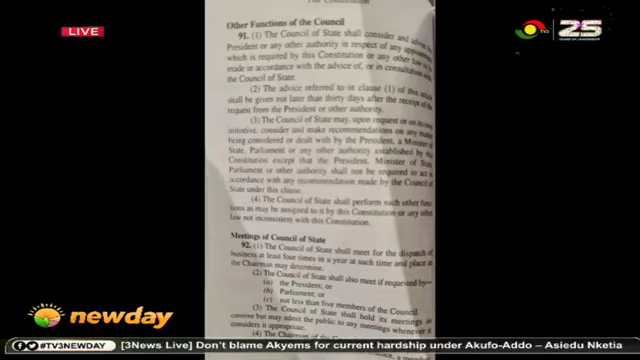 The Constitution
LIVE
TV3
25
YEARS OF LEADERSHIP
Other Functions of the Council
91. (1) The Council of State shall consider and advise the
President or any other authority in respect of any appointment
which is required by this Constitution or any other law to be
made in accordance with the advice of, or in consultation with,
the Council of State.
(2) The advice referred to in clause (1) of this article
shall be given not later than thirty days after the receipt of the
request from the President or other authority.
(3) The Council of State may, upon request or on its own
initiative, consider and make recommendations on any matter
being considered or dealt with by the President, a Minister of
State, Parliament or any other authority established by this
Constitution except that the President, Minister of State,
Parliament or other authority shall not be required to act in
accordance with any recommendation made by the Council of
State under this clause.
(4) The Council of State shall perform such other func-
tions as may be assigned to it by this Constitution or any other
law not inconsistent with this Constitution.
Meetings of Council of State
92. (1) The Council of State shall meet for the dispatch of
business at least four times in a year at such time and place as
the Chairman may determine.
(2) The Council of State shall also meet if requested by—
(a) the President; or
(b) Parliament; or
(c) not less than five members of the Council.
(3) The Council of State shall hold its meetings in
camera but may admit the public to any meetings whenever it
considers it appropriate.
(4) The Chairman of the
newday
#TV3NEWDAY [3News Live] Don't blame Akyems for current hardship under Akufo-Addo – Asiedu Nketia